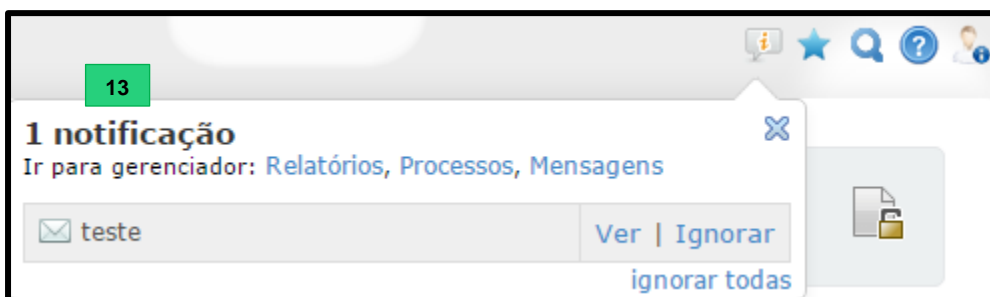 13
1 notificação
Ir para gerenciador: Relatórios, Processos, Mensagens
teste Ver | Ignorar
ignorar todas